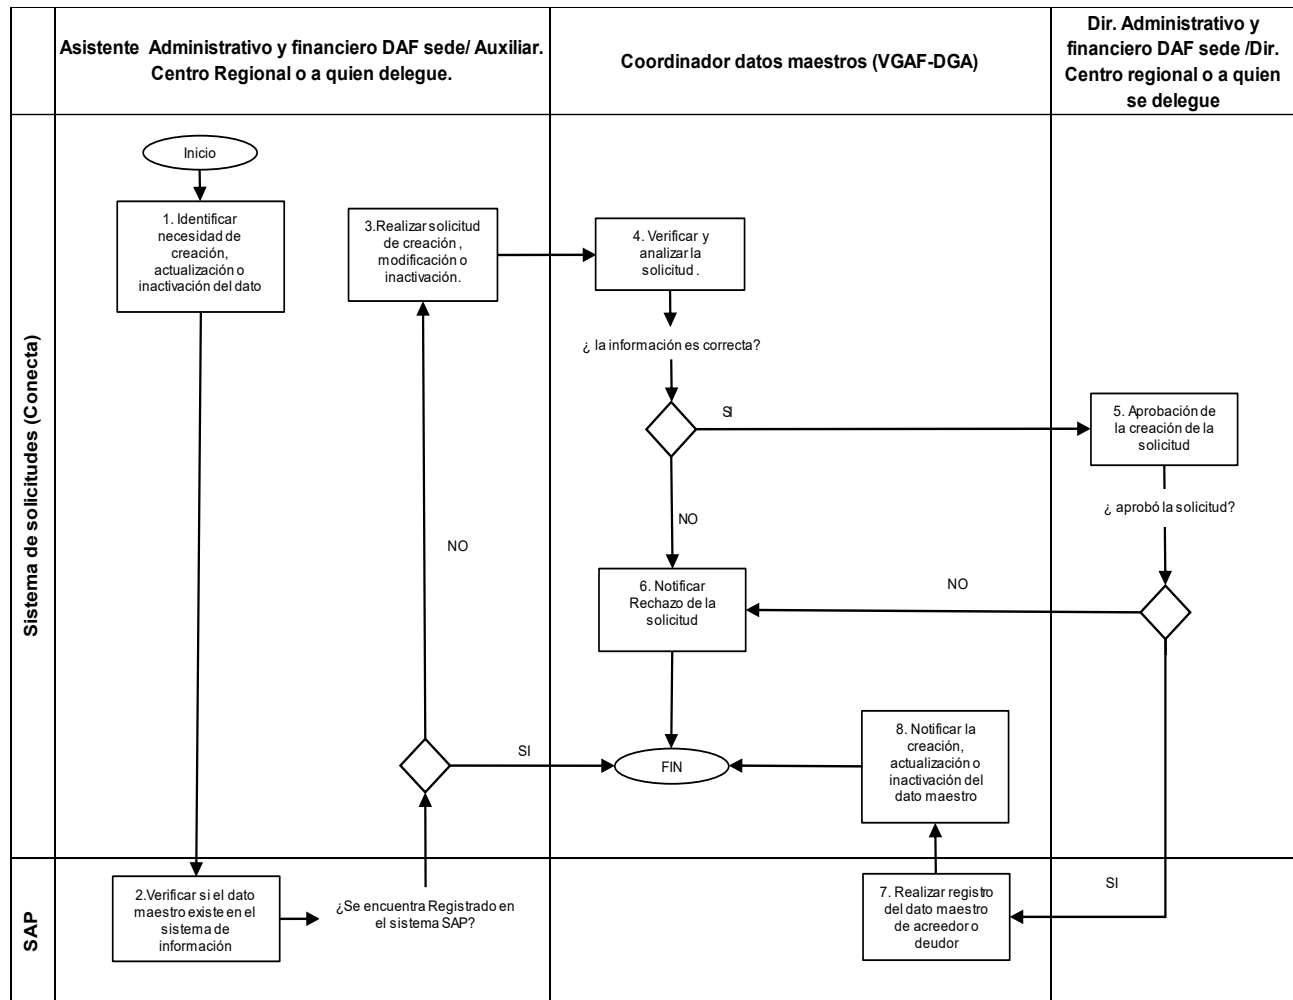 Asistente Administrativo y financiero DAF sede/ Auxiliar.
Centro Regional o a quien delegue.
Coordinador datos maestros (VGAF-DGA)
Dir. Administrativo y
financiero DAF sede /Dir.
Centro regional o a quien
se delegue
Sistema de solicitudes (Conecta)
Inicio
1. Identificar
necesidad de
creación,
actualización o
inactivación del dato
3.Realizar solicitud
de creación ,
modificación o
inactivación.
4. Verificar y
analizar la
solicitud .
¿ la información es correcta?
SI
5. Aprobación de
la creación de la
solicitud
¿ aprobó la solicitud?
NO
NO
6. Notificar
Rechazo de la
solicitud
NO
SI
FIN
8. Notificar la
creación,
actualización o
inactivación del
dato maestro
SAP
2.Verificar si el dato
maestro existe en el
sistema de
información
¿Se encuentra Registrado en
el sistema SAP?
7. Realizar registro
del dato maestro
de acreedor o
deudor
SI